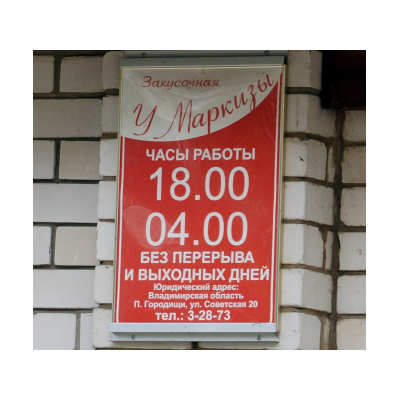 Закусочная
У Маркизы
ЧАСЫ РАБОТЫ
18.00
04.00
БЕЗ ПЕРЕРЫВА
И ВЫХОДНЫХ ДНЕЙ
Юридический адрес:
Владимирская область
П. Городищи, ул. Советская 20
тел.: 3-28-73